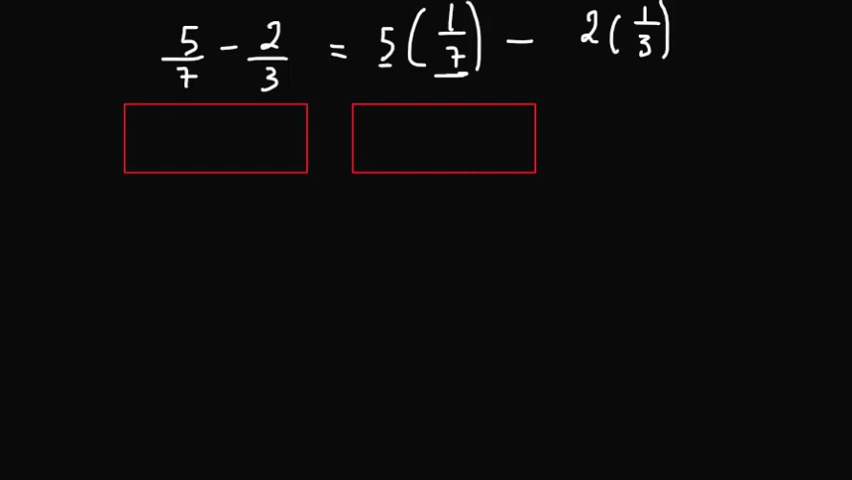 5/7 - 2/3 = 5(1/7) - 2(1/3)